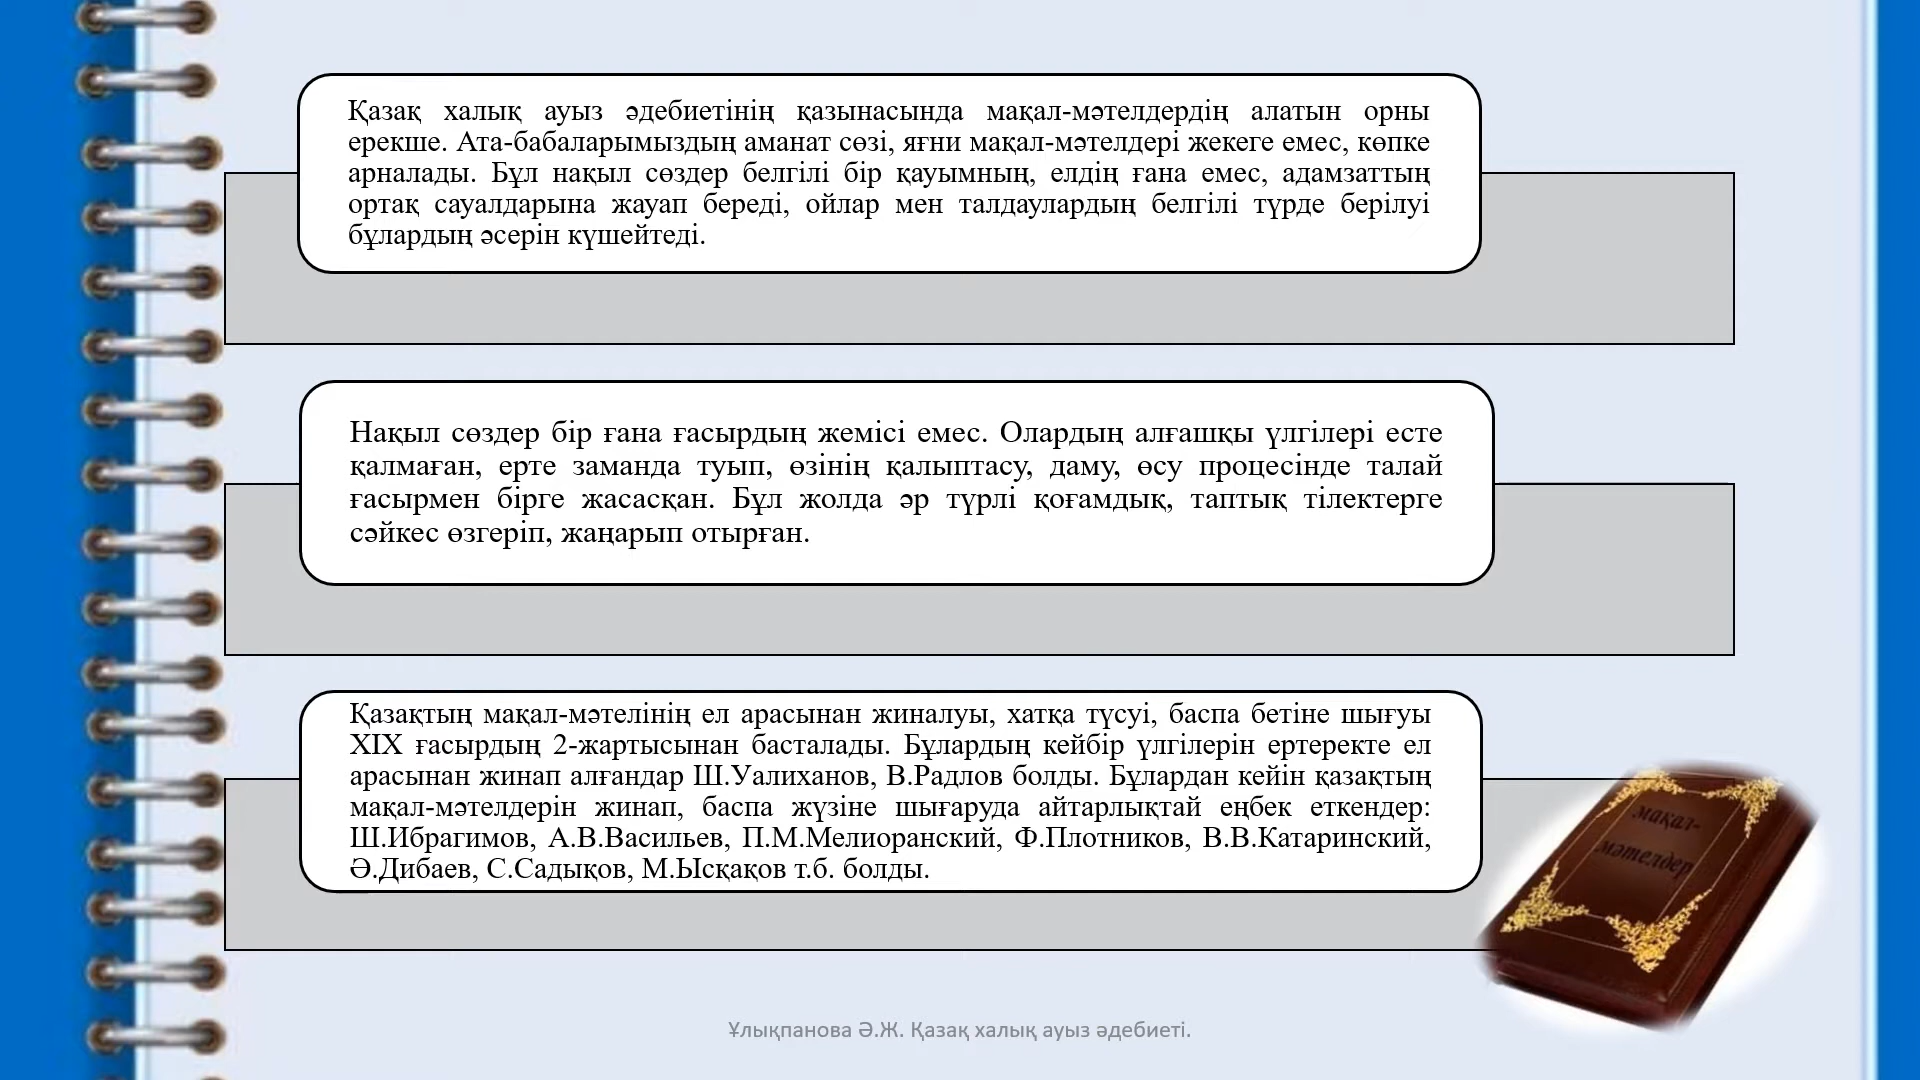 Қазақ халық ауыз әдебиетінің қазынасында мақал-мәтелдердің алатын орны
ерекше. Ата-бабаларымыздың аманат сөзі, яғни мақал-мәтелдері жекеге емес, көпке
арналады. Бұл нақыл сөздер белгілі бір қауымның, елдің ғана емес, адамзаттың
ортақ сауалдарына жауап береді, ойлар мен талдаулардың белгілі түрде берілуі
бұлардың әсерін күшейтеді.
Нақыл сөздер бір ғана ғасырдың жемісі емес. Олардың алғашқы үлгілері есте
қалмаған, ерте заманда туып, өзінің қалыптасу, даму, өсу процесінде талай
ғасырмен бірге жасасқан. Бұл жолда әр түрлі қоғамдық, таптық тілектерге
сәйкес өзгеріп, жаңарып отырған.
Қазақтың мақал-мәтелінің ел арасынан жиналуы, хатқа түсуі, баспа бетіне шығуы
XIX ғасырдың 2-жартысынан басталады. Бұлардың кейбір үлгілерін ертеректе ел
арасынан жинап алғандар Ш.Уалиханов, В.Радлов болды. Бұлардан кейін қазақтың
мақал-мәтелдерін жинап, баспа жүзіне шығаруда айтарлықтай еңбек еткендер:
Ш.Ибрагимов, А.В.Васильев, П.М.Мелиоранский, Ф.Плотников, В.В.Катаринский,
Ә.Дибаев, С.Садықов, М.Ысқақов т.б. болды.
мақал-
мәтелдер
Ұлықпанова Ә.Ж. Қазақ халық ауыз әдебиеті.